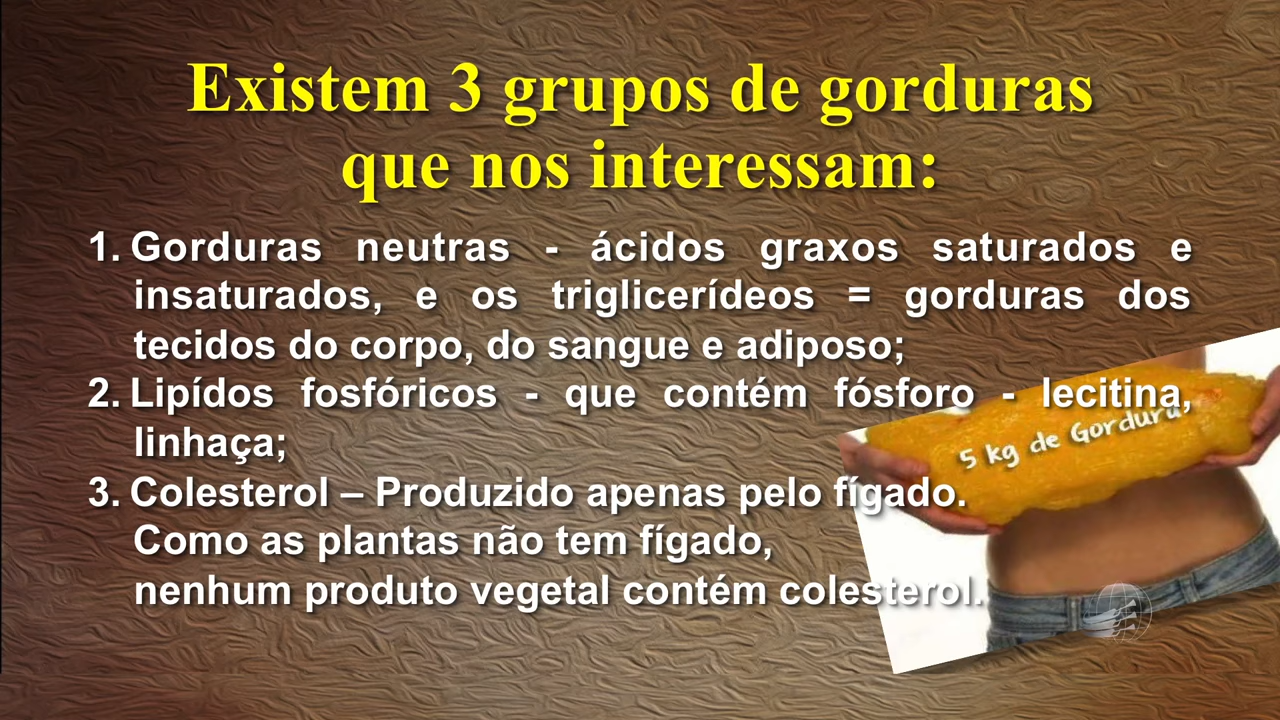 Existem 3 grupos de gorduras
que nos interessam:
1. Gorduras neutras - ácidos graxos saturados e
insaturados, e os triglicerídeos = gorduras dos
tecidos do corpo, do sangue e adiposo;
2. Lipídos fosfóricos - que contém fósforo - lecitina,
linhaça;
5 kg de Gordura
3. Colesterol – Produzido apenas pelo fígado.
Como as plantas não tem fígado,
nenhum produto vegetal contém colesterol.